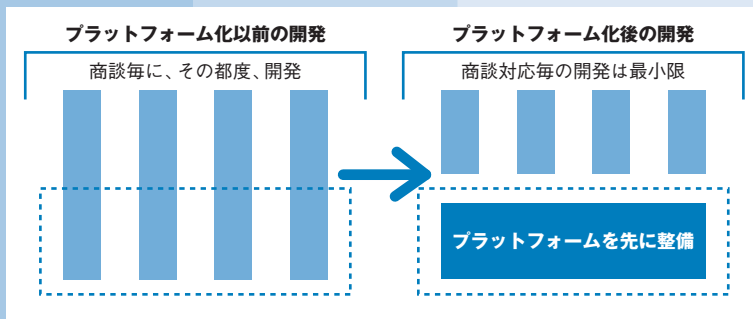 プラットフォーム化以前の開発
商談毎に、その都度、開発
プラットフォーム化後の開発
商談対応毎の開発は最小限
プラットフォームを先に整備